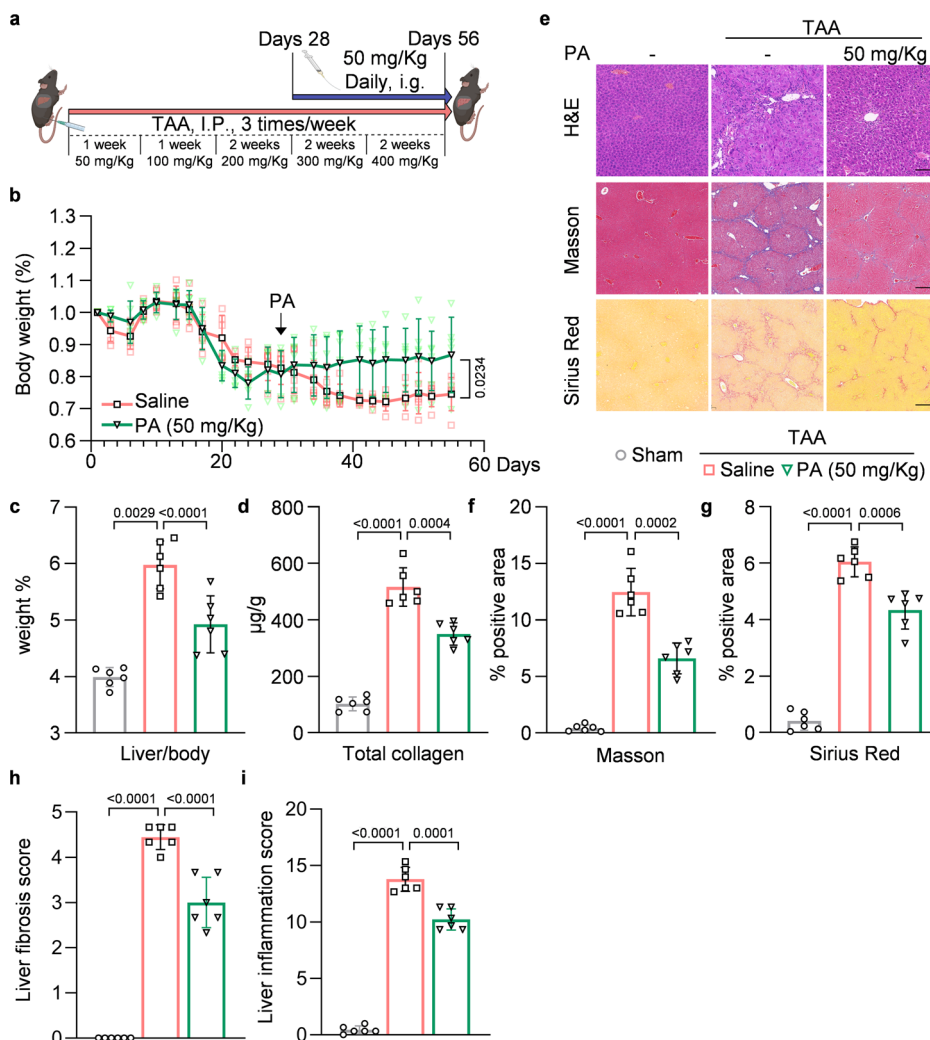 a
Days 28
Days 56
50 mg/Kg
Daily, i.g.
TAA, I.P., 3 times/week
1 week
50 mg/Kg
1 week
100 mg/Kg
2 weeks
200 mg/Kg
2 weeks
300 mg/Kg
2 weeks
400 mg/Kg
b
Body weight (%)
1.3
1.2
1.1
1.0
0.9
0.8
0.7
0.6
PA
0.0234
Saline
PA (50 mg/Kg)
0
20
40
60
Days
e
TAA
PA
-
-
50 mg/Kg
H&E
Masson
Sirius Red
TAA
Sham
Saline
PA (50 mg/Kg)
c
weight %
7
6
5
4
3
0.0029
<0.0001
Liver/body
d
µg/g
800
600
400
200
0
<0.0001
0.0004
Total collagen
f
% positive area
20
15
10
5
0
<0.0001
0.0002
Masson
g
% positive area
8
6
4
2
0
<0.0001
0.0006
Sirius Red
h
Liver fibrosis score
5
4
3
2
1
0
<0.0001
<0.0001
i
Liver inflammation score
20
15
10
5
0
<0.0001
0.0001